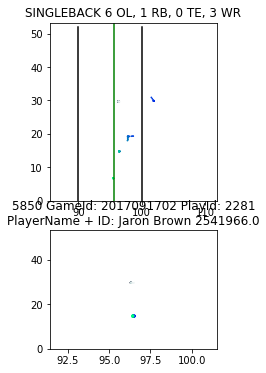 SINGLEBACK 6 OL, 1 RB, 0 TE, 3 WR
50
40
30
20
10
0
90 100 110
5850 GameId: 2017091702 PlayId: 2281
PlayerName + ID: Jaron Brown 2541966.0
40
20
0
92.5 95.0 97.5 100.0